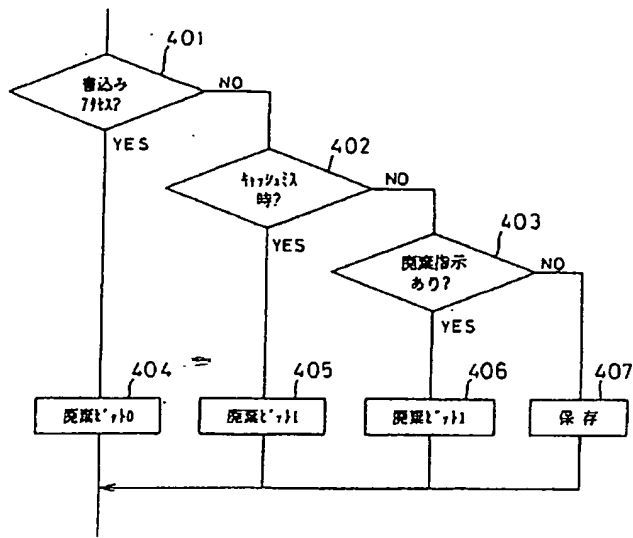 401
書込み
アクセス?
NO
YES
402
キャッシュミス
時?
NO
YES
403
廃棄指示
あり?
NO
YES
404
405
406
407
廃棄ビット0
廃棄ビット1
廃棄ビット1
保存